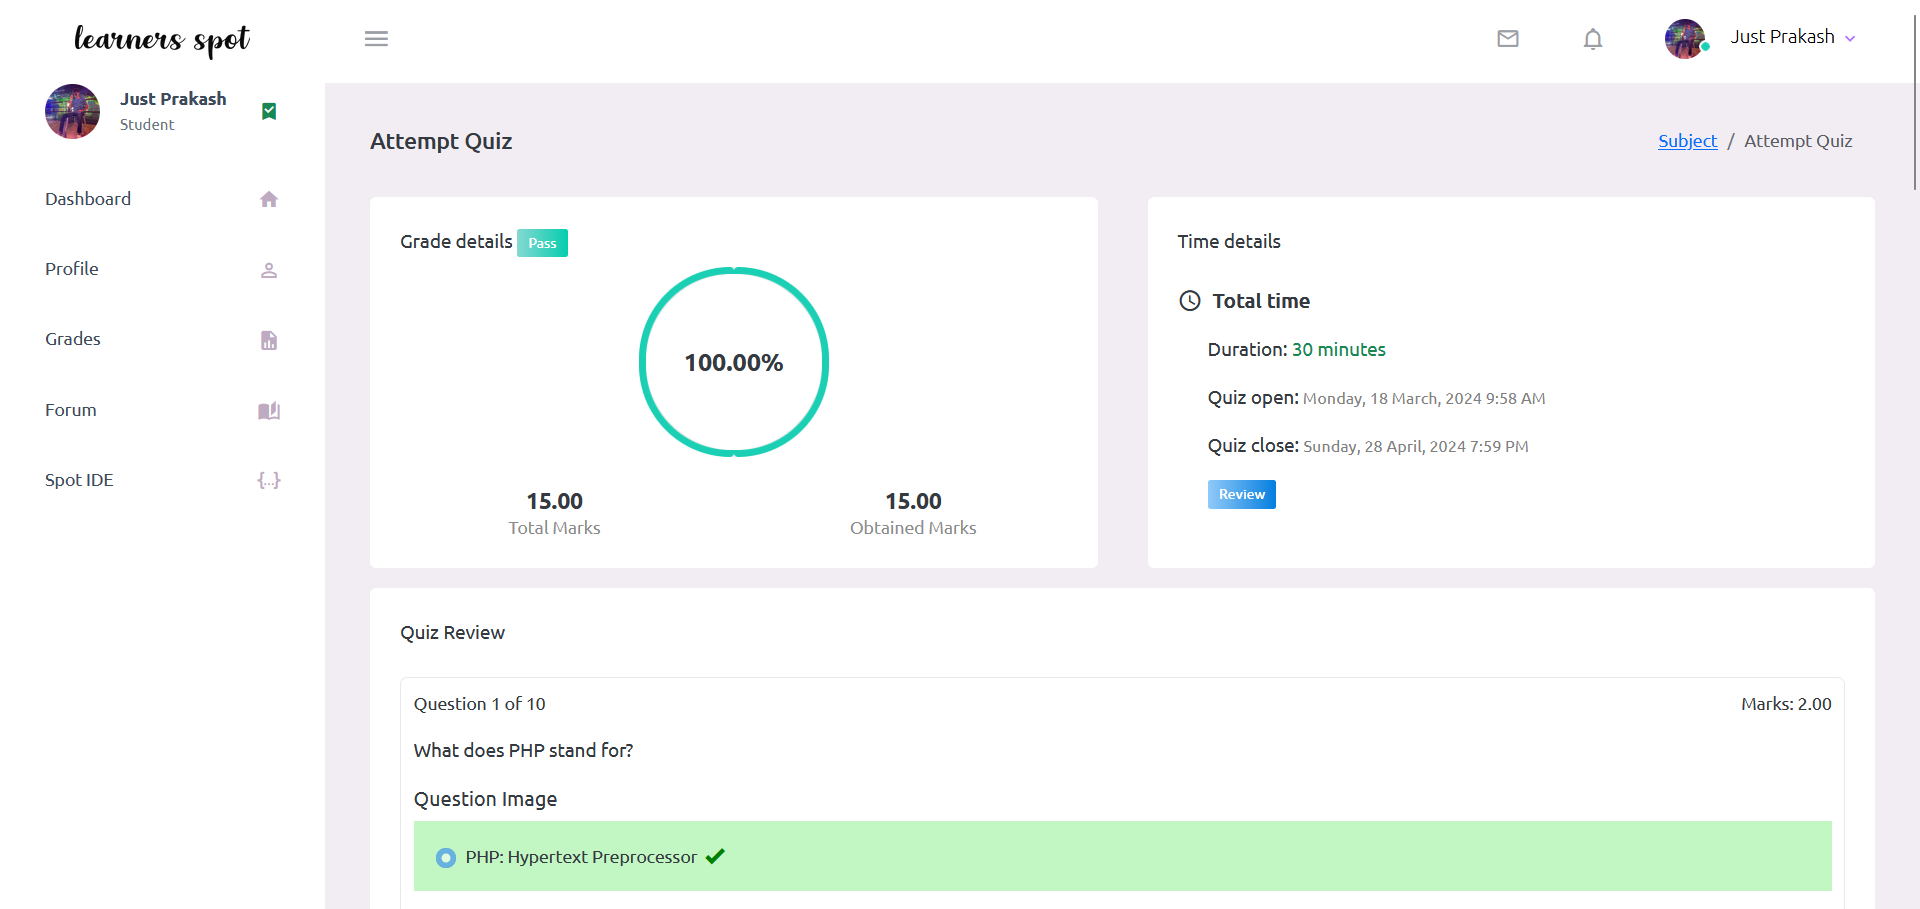 learners spot
Just Prakash
Just Prakash
Student
Dashboard
Profile
Grades
Forum
Spot IDE
{...}
Attempt Quiz
Subject / Attempt Quiz
Grade details Pass
100.00%
15.00
Total Marks
15.00
Obtained Marks
Time details
Total time
Duration: 30 minutes
Quiz open: Monday, 18 March, 2024 9:58 AM
Quiz close: Sunday, 28 April, 2024 7:59 PM
Review
Quiz Review
Question 1 of 10
Marks: 2.00
What does PHP stand for?
Question Image
PHP: Hypertext Preprocessor